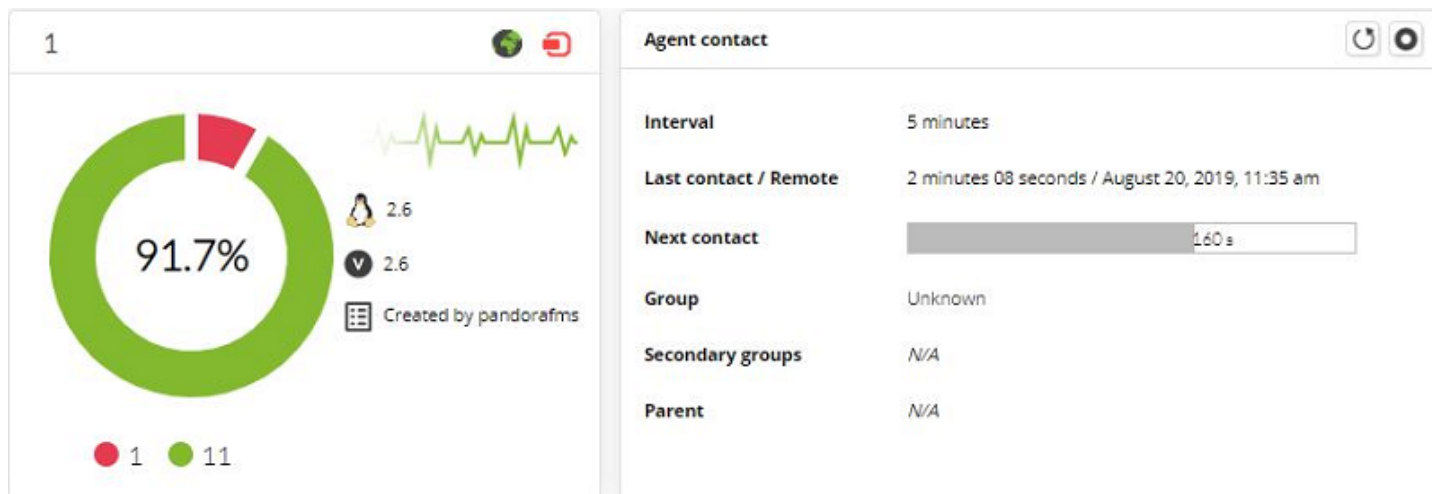 1
91.7%
2.6
V
2.6
Created by pandorafms
1
11
Agent contact
Interval 5 minutes
Last contact / Remote 2 minutes 08 seconds / August 20, 2019, 11:35 am
Next contact 160 s
Group Unknown
Secondary groups N/A
Parent N/A